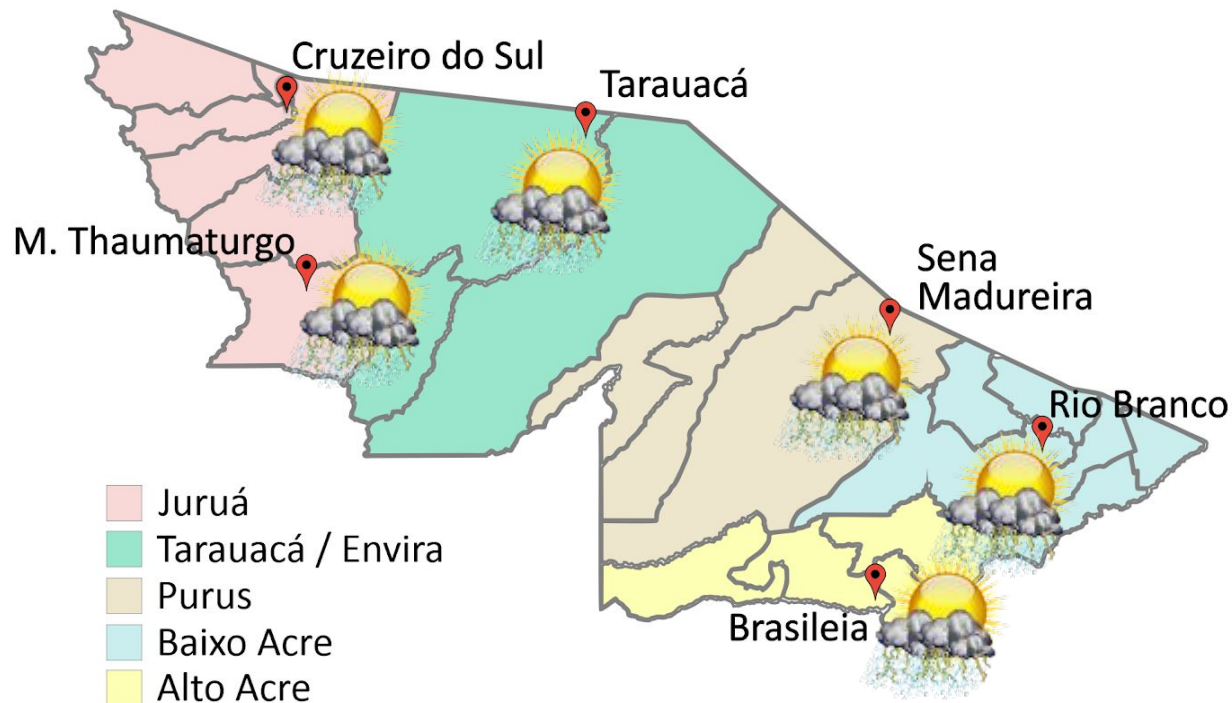 Cruzeiro do Sul
Tarauacá
M. Thaumaturgo
Sena
Madureira
Rio Branco
Brasileia
Juruá
Tarauacá / Envira
Purus
Baixo Acre
Alto Acre